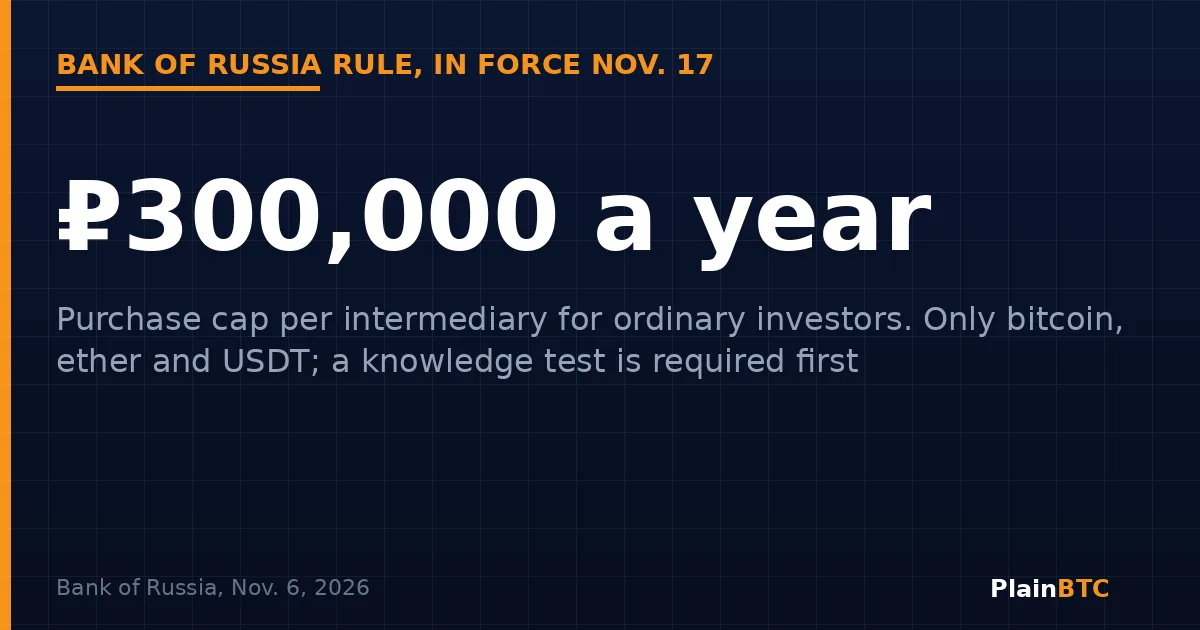 BANK OF RUSSIA RULE, IN FORCE NOV. 17
₽300,000 a year
Purchase cap per intermediary for ordinary investors. Only bitcoin,
ether and USDT; a knowledge test is required first
Bank of Russia, Nov. 6, 2026
PlainBTC